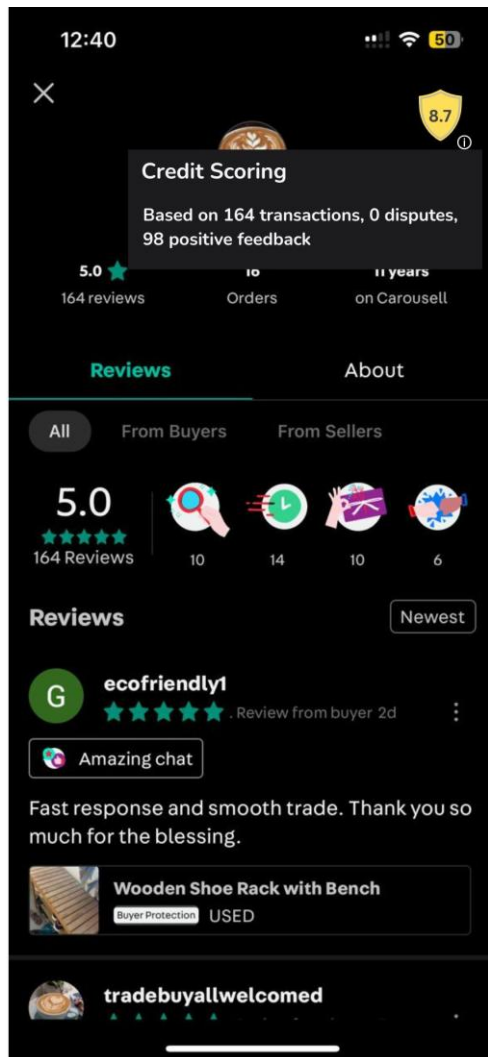 12:40
50
8.7
Credit Scoring
Based on 164 transactions, 0 disputes,
98 positive feedback
5.0
16
11 years
164 reviews
Orders
on Carousell
Reviews
About
All
From Buyers
From Sellers
5.0
164 Reviews
10
14
10
6
Reviews
Newest
G
ecofriendly1
. Review from buyer 2d
Amazing chat
Fast response and smooth trade. Thank you so
much for the blessing.
Wooden Shoe Rack with Bench
Buyer Protection USED
tradebuyallwelcomed